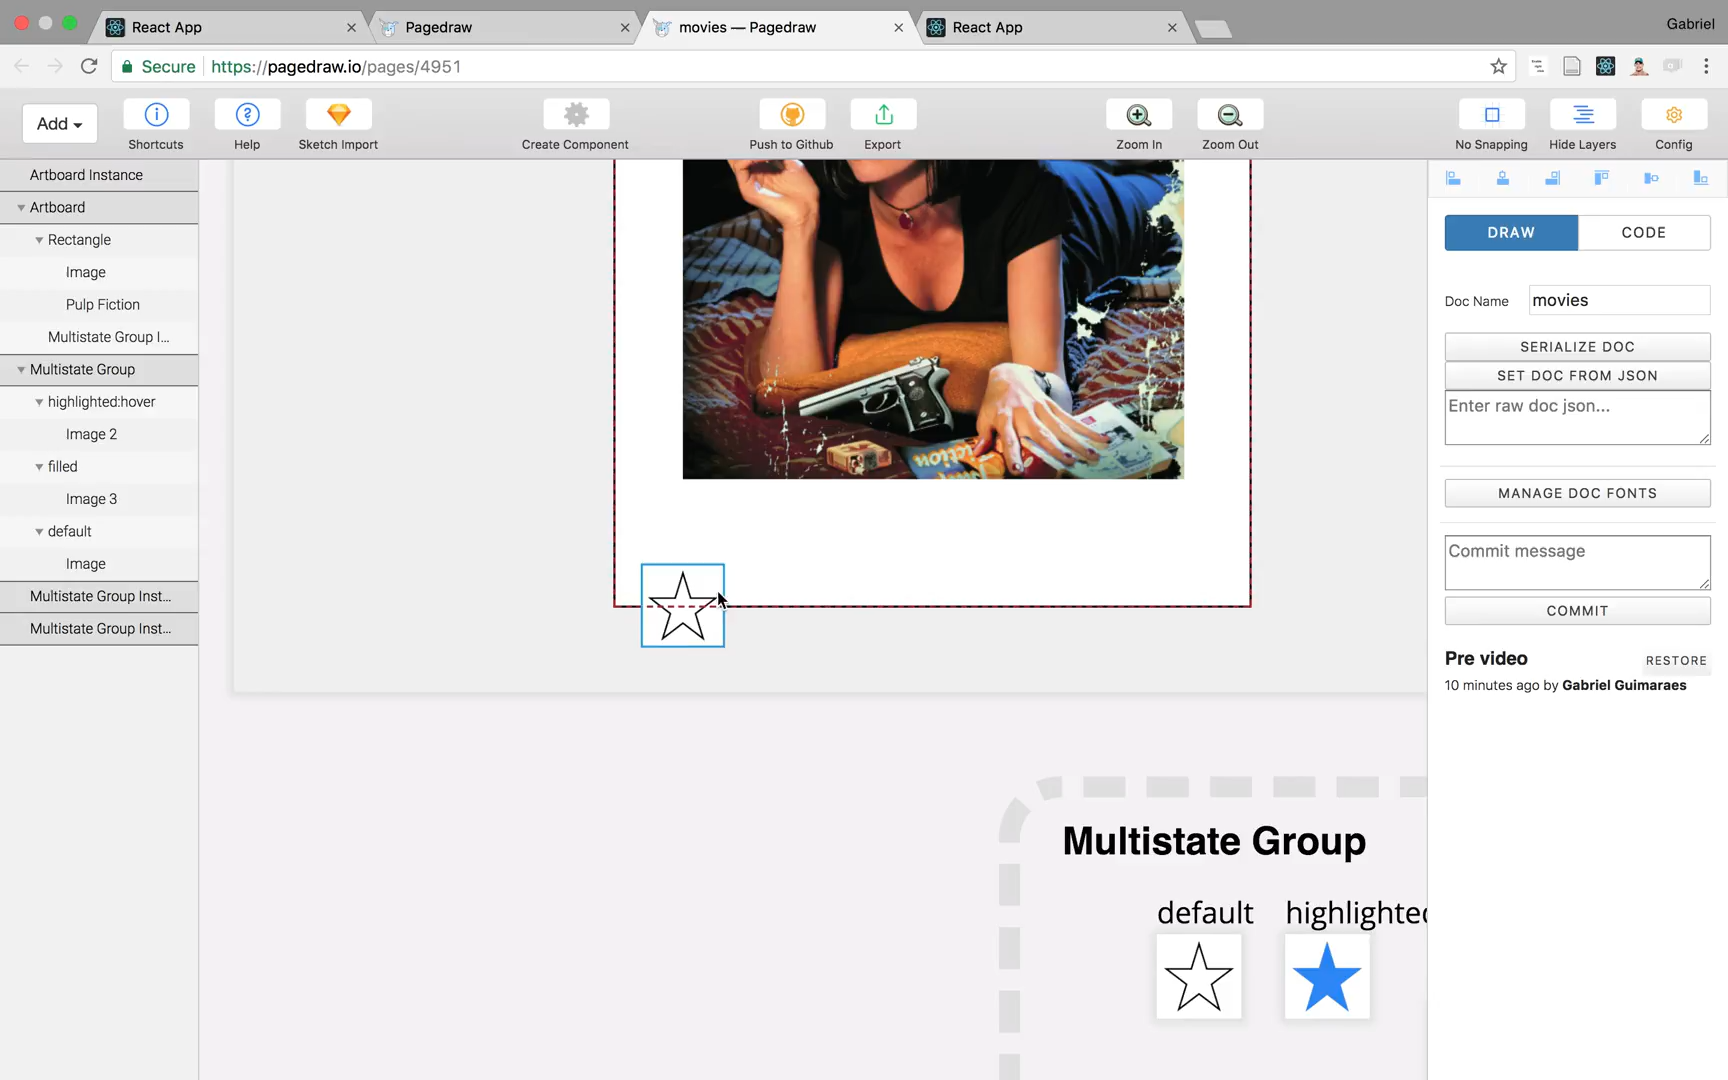 React App
Pagedraw
movies — Pagedraw
React App
Gabriel
Secure
https://pagedraw.io/pages/4951
Add
Shortcuts
Help
Sketch Import
Create Component
Push to Github
Export
Zoom In
Zoom Out
No Snapping
Hide Layers
Config
Artboard Instance
Artboard
Rectangle
Image
Pulp Fiction
Multistate Group I...
Multistate Group
highlighted:hover
Image 2
filled
Image 3
default
Image
Multistate Group Inst...
Multistate Group Inst...
fiction
Multistate Group
default
highlighted
DRAW
CODE
Doc Name
movies
SERIALIZE DOC
SET DOC FROM JSON
Enter raw doc json...
MANAGE DOC FONTS
Commit message
COMMIT
Pre video
RESTORE
10 minutes ago by Gabriel Guimaraes